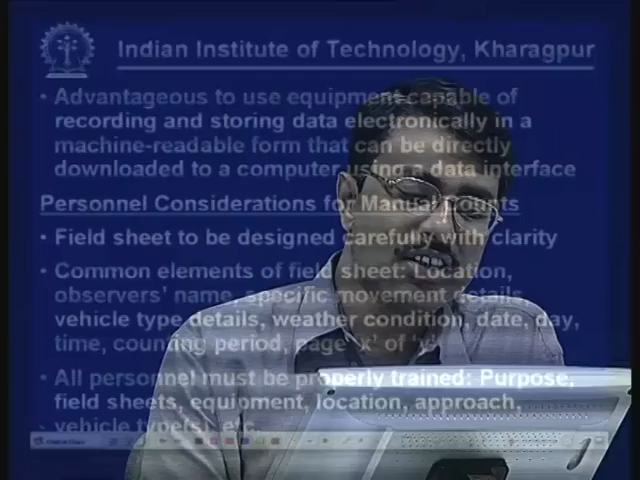 Indian Institute of Technology, Kharagpur
• Advantageous to use equipment capable of
recording and storing data electronically in a
machine-readable form that can be directly
downloaded to a computer using a data interface
Personnel Considerations for Manual Counts
• Field sheet to be designed carefully with clarity
• Common elements of field sheet: Location,
observers' name, specific movement details,
vehicle type details, weather condition, date, day,
time, counting period, page 'x' of
• All personnel must be properly trained: Purpose,
field sheets, equipment, location, approach,
vehicle type(s), etc.